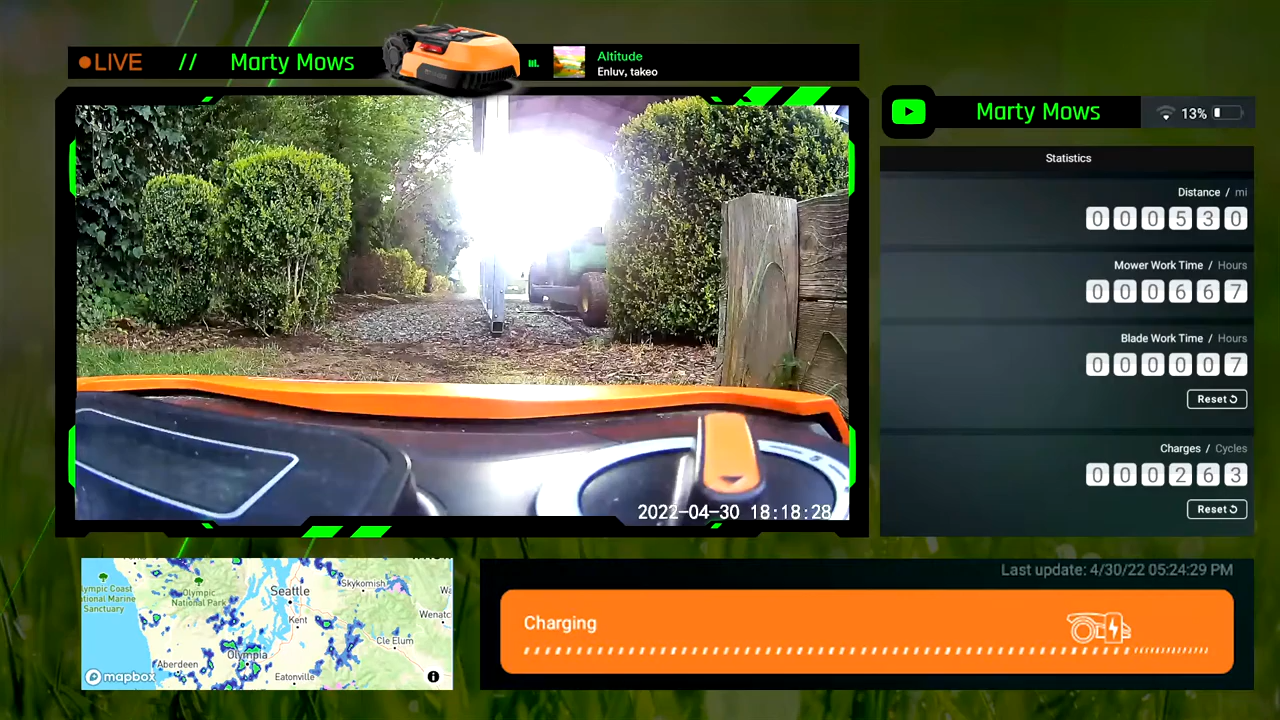 LIVE // Marty Mows
Altitude
Enluv, takeo
Marty Mows
13%
Statistics
Distance / mi
000530
Mower Work Time / Hours
000667
Blade Work Time / Hours
000007
Reset
Charges / Cycles
000263
Reset
2022-04-30 18:18:28
Olympic
National Park
Seattle
Skykomish
Kent
Cle Elum
Olympia
Aberdeen
Eatonville
mapbox
Last update: 4/30/22 05:24:29 PM
Charging